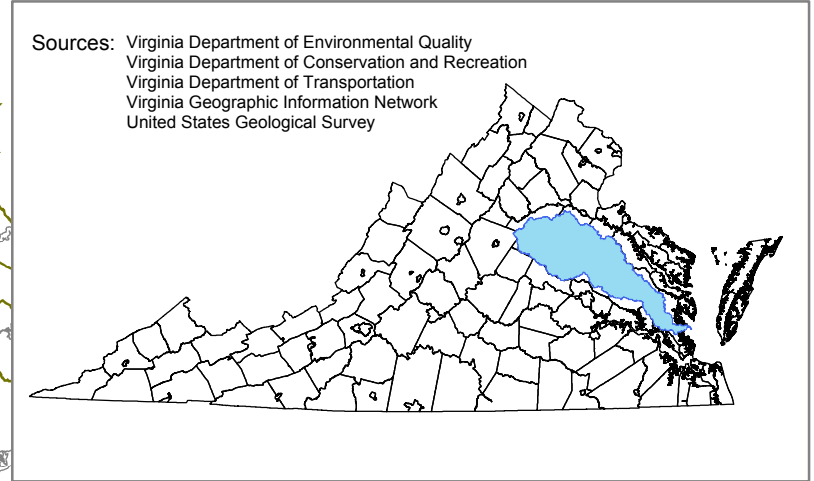 Sources: Virginia Department of Environmental Quality
Virginia Department of Conservation and Recreation
Virginia Department of Transportation
Virginia Geographic Information Network
United States Geological Survey